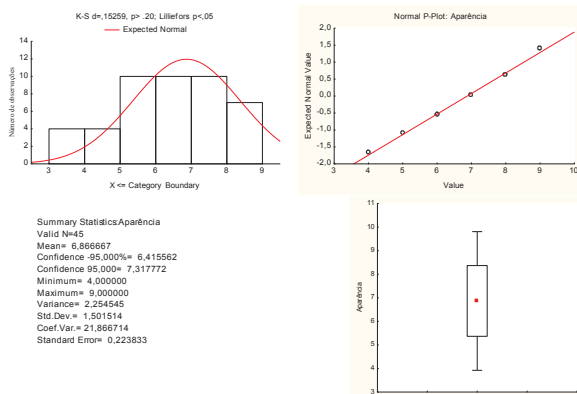 K-S d=,15259, p> .20; Lilliefors p<,05
Expected Normal
14
12
10
8
6
4
2
0
Número de observações
3 4 5 6 7 8 9
X <= Category Boundary
Normal P-Plot: Aparência
2,0
1,5
1,0
0,5
0,0
-0,5
-1,0
-1,5
-2,0
Expected Normal Value
3 4 5 6 7 8 9 10
Value
Summary Statistics:Aparência
Valid N=45
Mean= 6,866667
Confidence -95,000%= 6,415562
Confidence 95,000= 7,317772
Minimum= 4,000000
Maximum= 9,000000
Variance= 2,254545
Std.Dev.= 1,501514
Coef.Var.= 21,866714
Standard Error= 0,223833
11
10
9
8
7
6
5
4
3
Aparência